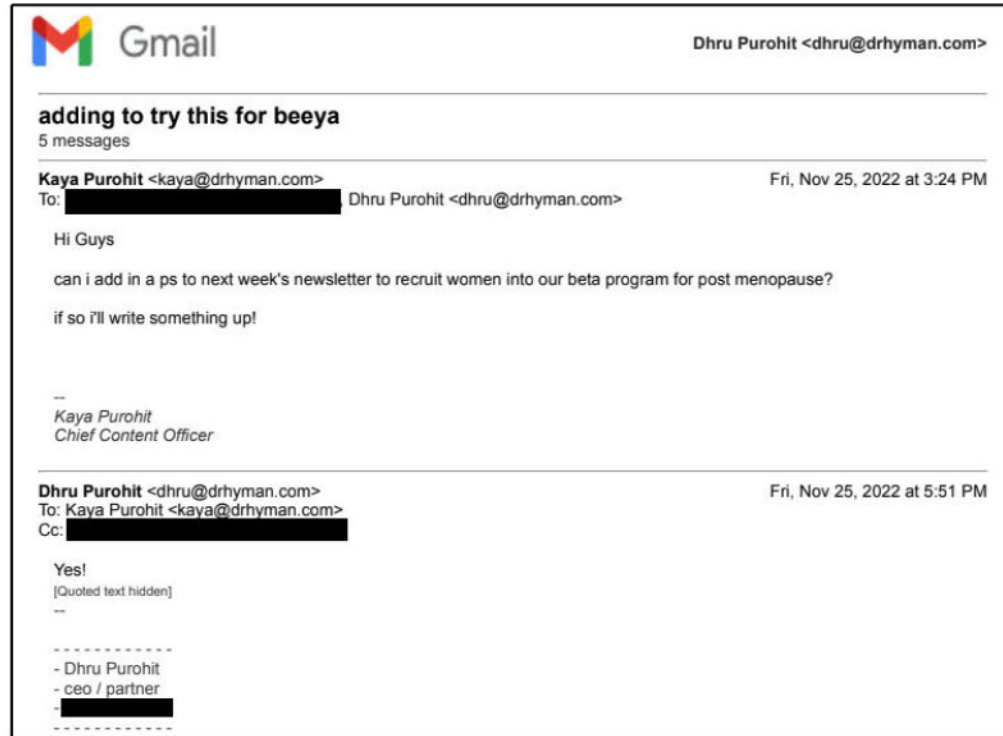 Gmail
Dhru Purohit <dhru@drhyman.com>
adding to try this for beeya
5 messages
Kaya Purohit <kaya@drhyman.com>
Fri, Nov 25, 2022 at 3:24 PM
To: , Dhru Purohit <dhru@drhyman.com>
Hi Guys
can i add in a ps to next week's newsletter to recruit women into our beta program for post menopause?
if so i'll write something up!
--
Kaya Purohit
Chief Content Officer
Dhru Purohit <dhru@drhyman.com>
Fri, Nov 25, 2022 at 5:51 PM
To: Kaya Purohit <kaya@drhyman.com>
Cc:
Yes!
[Quoted text hidden]
--
- - - - - - - - - - - - -
- Dhru Purohit
- ceo / partner
-
- - - - - - - - - - - - -